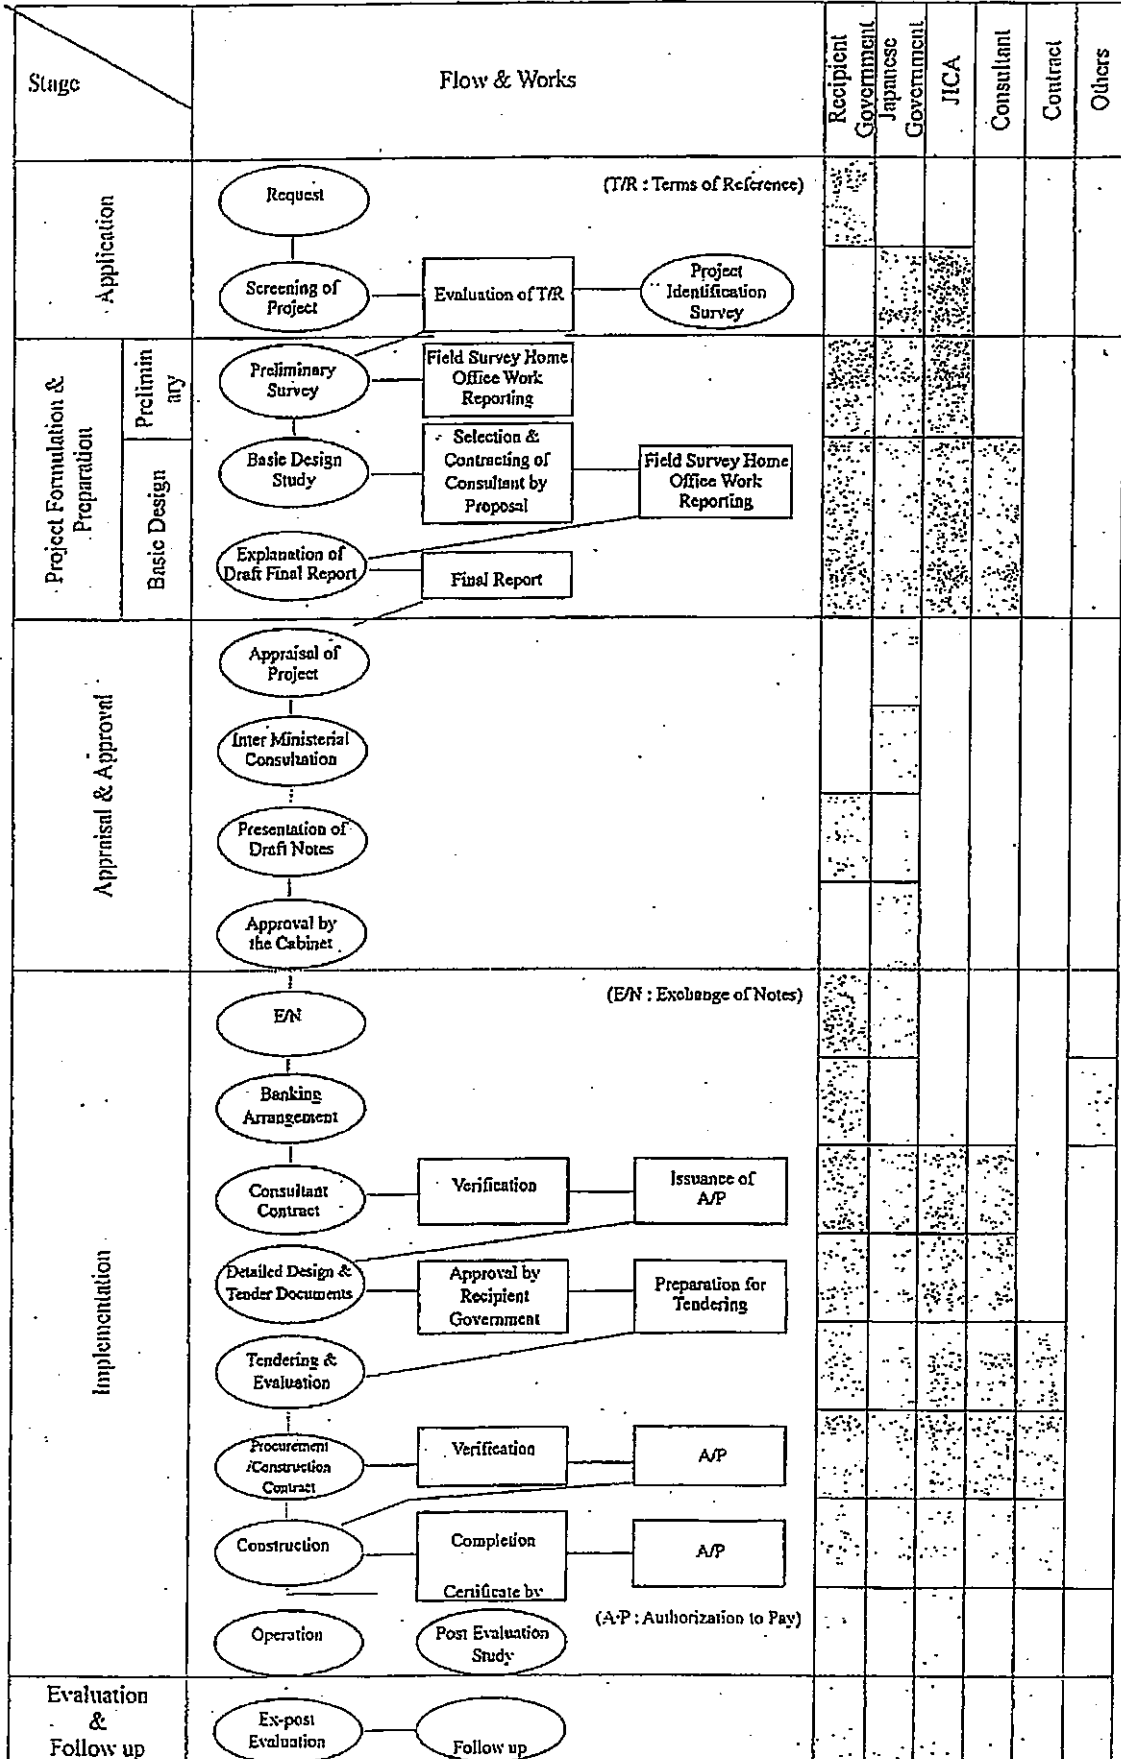 Stage
Flow & Works
Recipient
Government
Japanese
Government
JICA
Consultant
Contract
Others
Application
Request
(T/R : Terms of Reference)
Screening of
Project
Evaluation of T/R
Project
Identification
Survey
Project Formulation &
Preparation
Prelimin
ary
Preliminary
Survey
Field Survey Home
Office Work
Reporting
Basic Design
Basic Design
Study
Selection &
Contracting of
Consultant by
Proposal
Field Survey Home
Office Work
Reporting
Explanation of
Draft Final Report
Final Report
Appraisal & Approval
Appraisal of
Project
Inter Ministerial
Consultation
Presentation of
Draft Notes
Approval by
the Cabinet
Implementation
E/N
(E/N : Exchange of Notes)
Banking
Arrangement
Consultant
Contract
Verification
Issuance of
A/P
Detailed Design &
Tender Documents
Approval by
Recipient
Government
Preparation for
Tendering
Tendering &
Evaluation
Procurement
/Construction
Contract
Verification
A/P
Construction
Completion
Certificate by
A/P
(A/P : Authorization to Pay)
Operation
Post Evaluation
Study
Evaluation
&
Follow up
Ex-post
Evaluation
Follow up